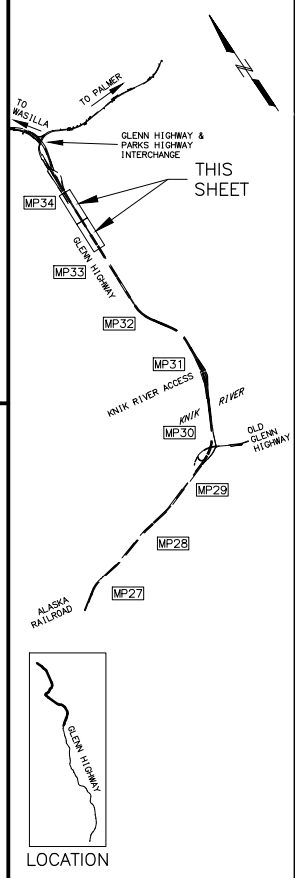 N
TO
WASILLA
TO PALMER
GLENN HIGHWAY &
PARKS HIGHWAY
INTERCHANGE
THIS
SHEET
MP34
GLENN HIGHWAY
MP33
MP32
MP31
KNIK RIVER ACCESS
KNIK RIVER
MP30
OLD
GLENN
HIGHWAY
MP29
MP28
MP27
ALASKA
RAILROAD
GLENN HIGHWAY
LOCATION